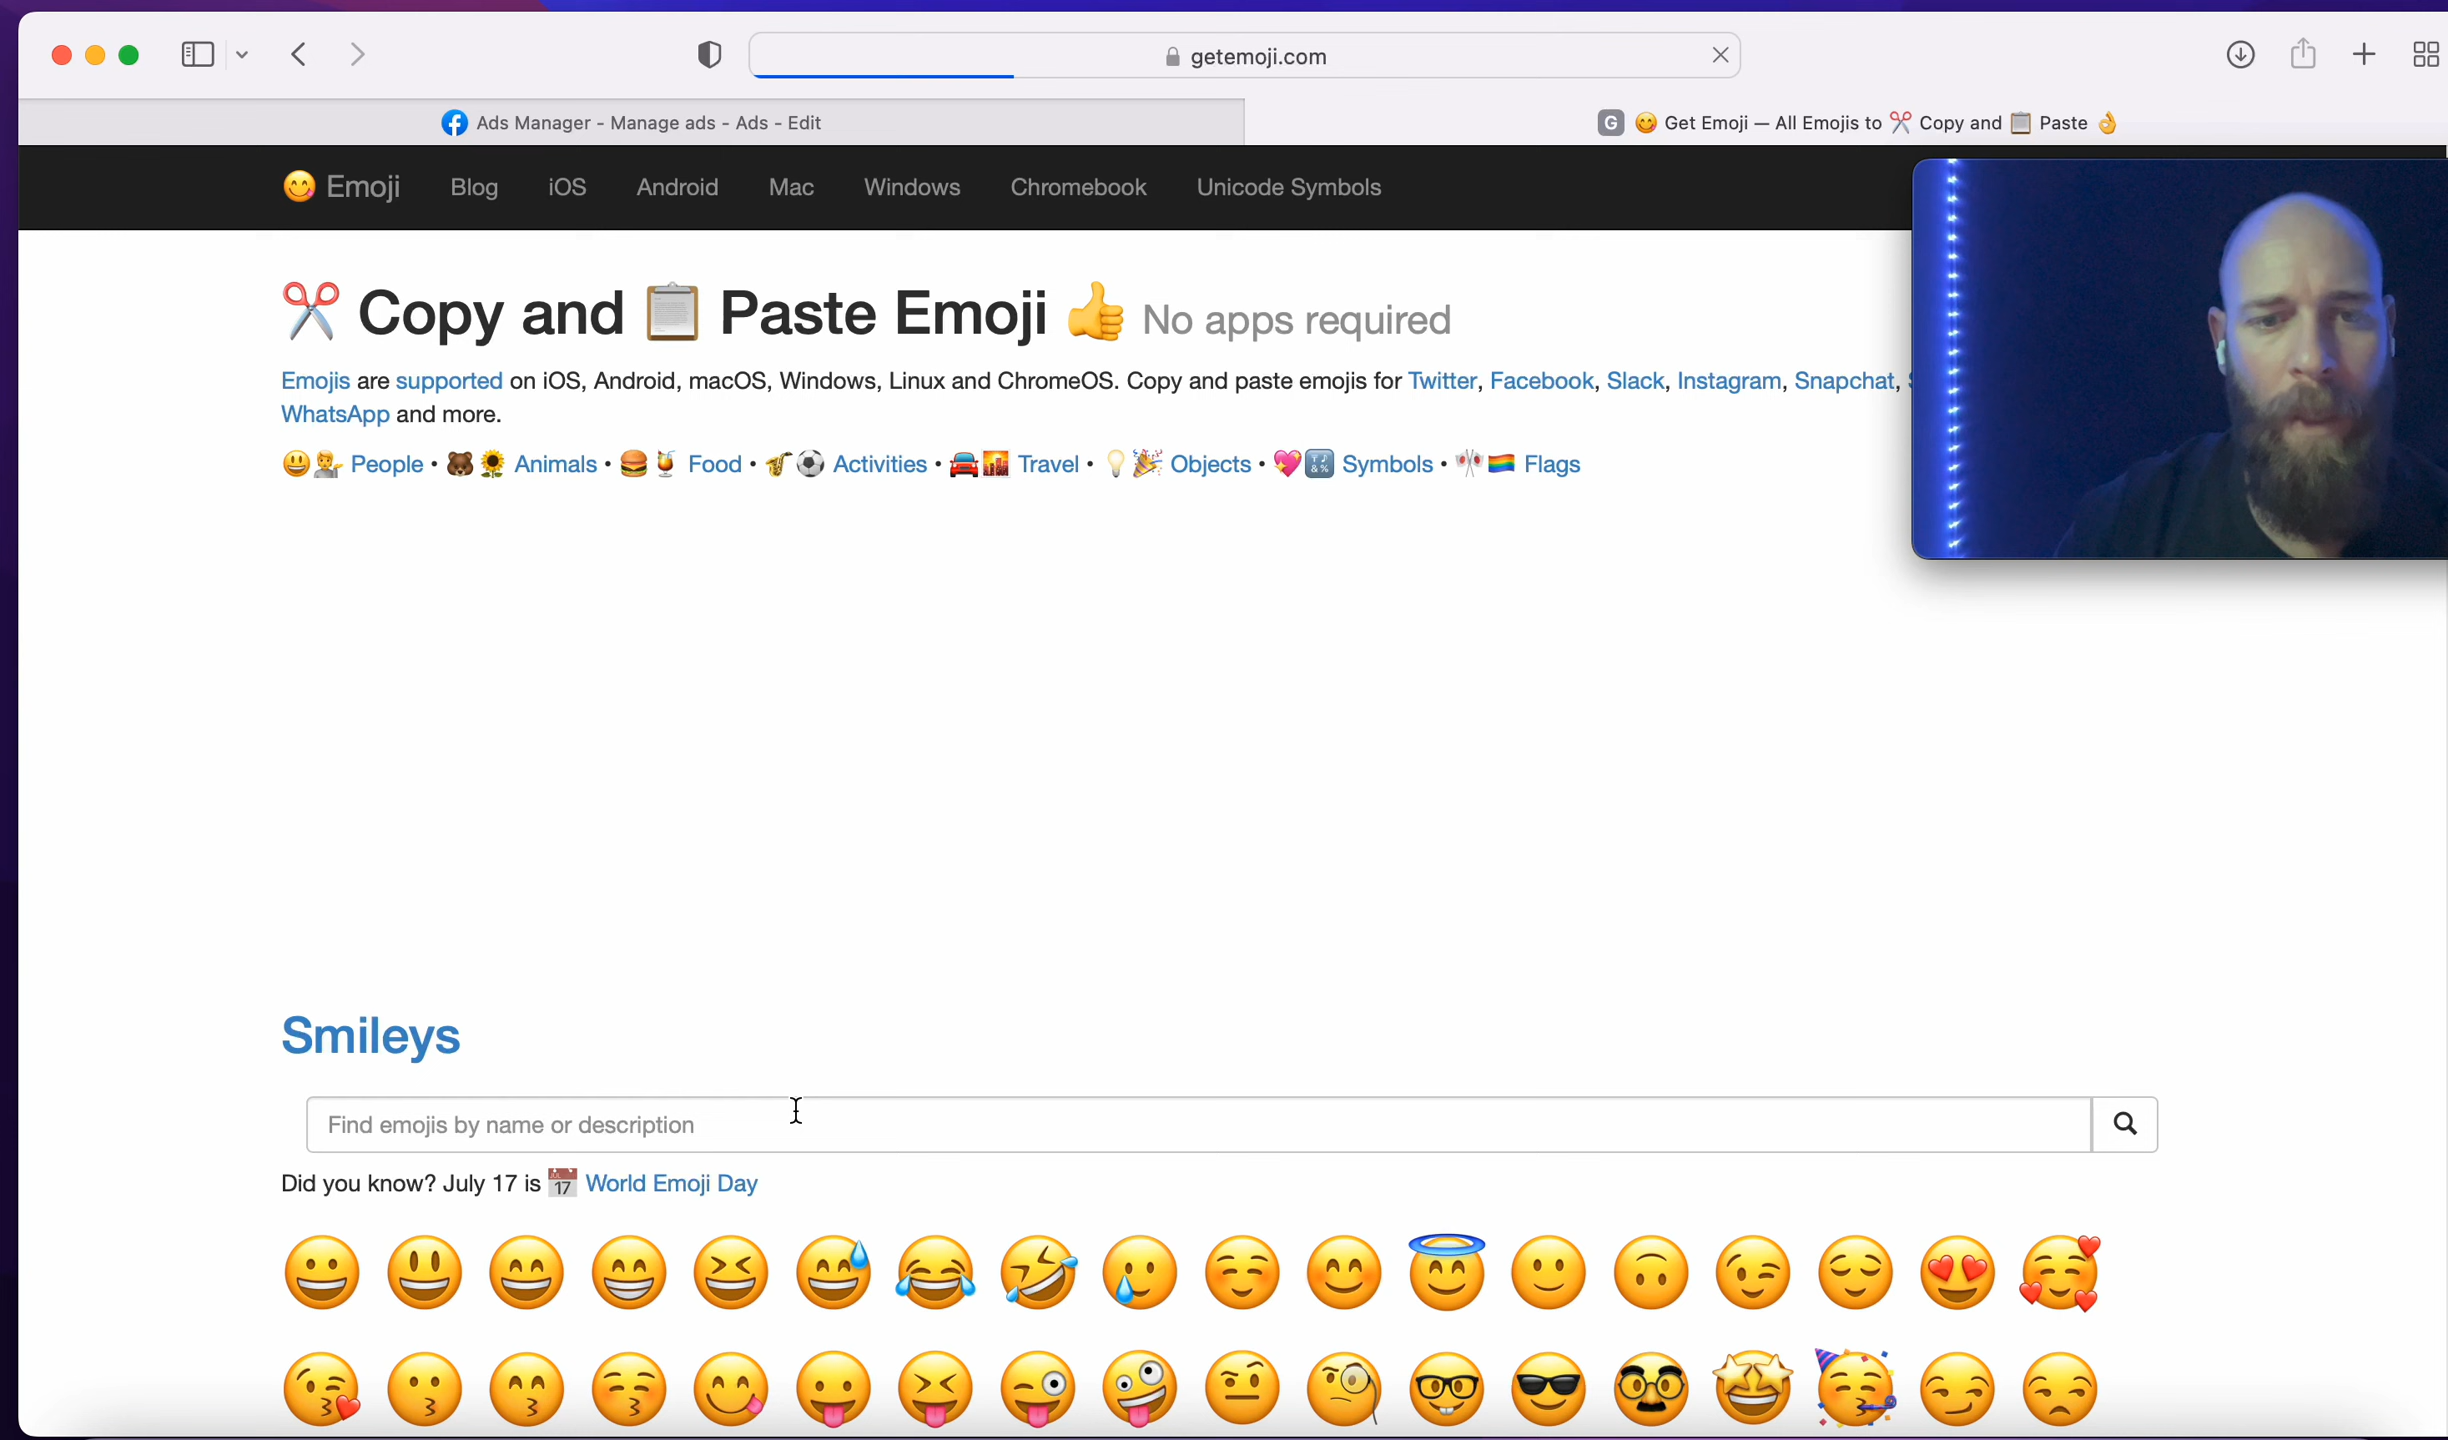 getemoji.com
Ads Manager - Manage ads - Ads - Edit
G 😋 Get Emoji — All Emojis to ✂️ Copy and 📋 Paste 👌
😋 Emoji Blog iOS Android Mac Windows Chromebook Unicode Symbols
✂️ Copy and 📋 Paste Emoji 👍 No apps required
Emojis are supported on iOS, Android, macOS, Windows, Linux and ChromeOS. Copy and paste emojis for Twitter, Facebook, Slack, Instagram, Snapchat,
WhatsApp and more.
😃💁 People • 🐻🌻 Animals • 🍔🍹 Food • 🎷⚽️ Activities • 🚘🌇 Travel • 💡🎉 Objects • 💖🔣 Symbols • 🎌🏳️‍🌈 Flags
Smileys
Find emojis by name or description
Did you know? July 17 is 📅 World Emoji Day